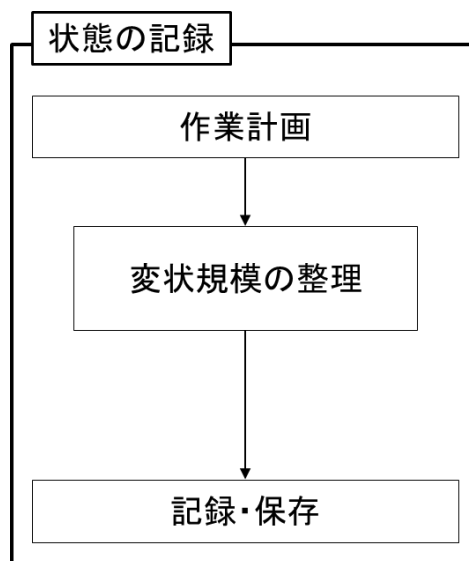 状態の記録
作業計画
変状規模の整理
記録・保存